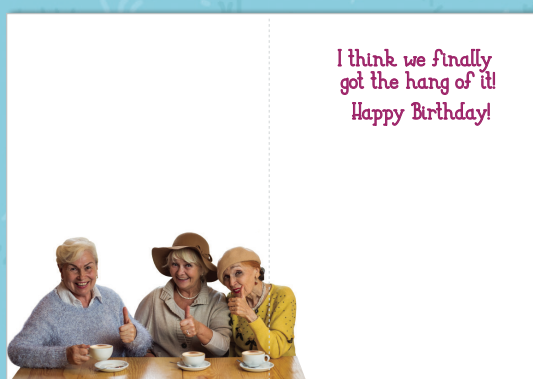 I think we finally
got the hang of it!
Happy Birthday!